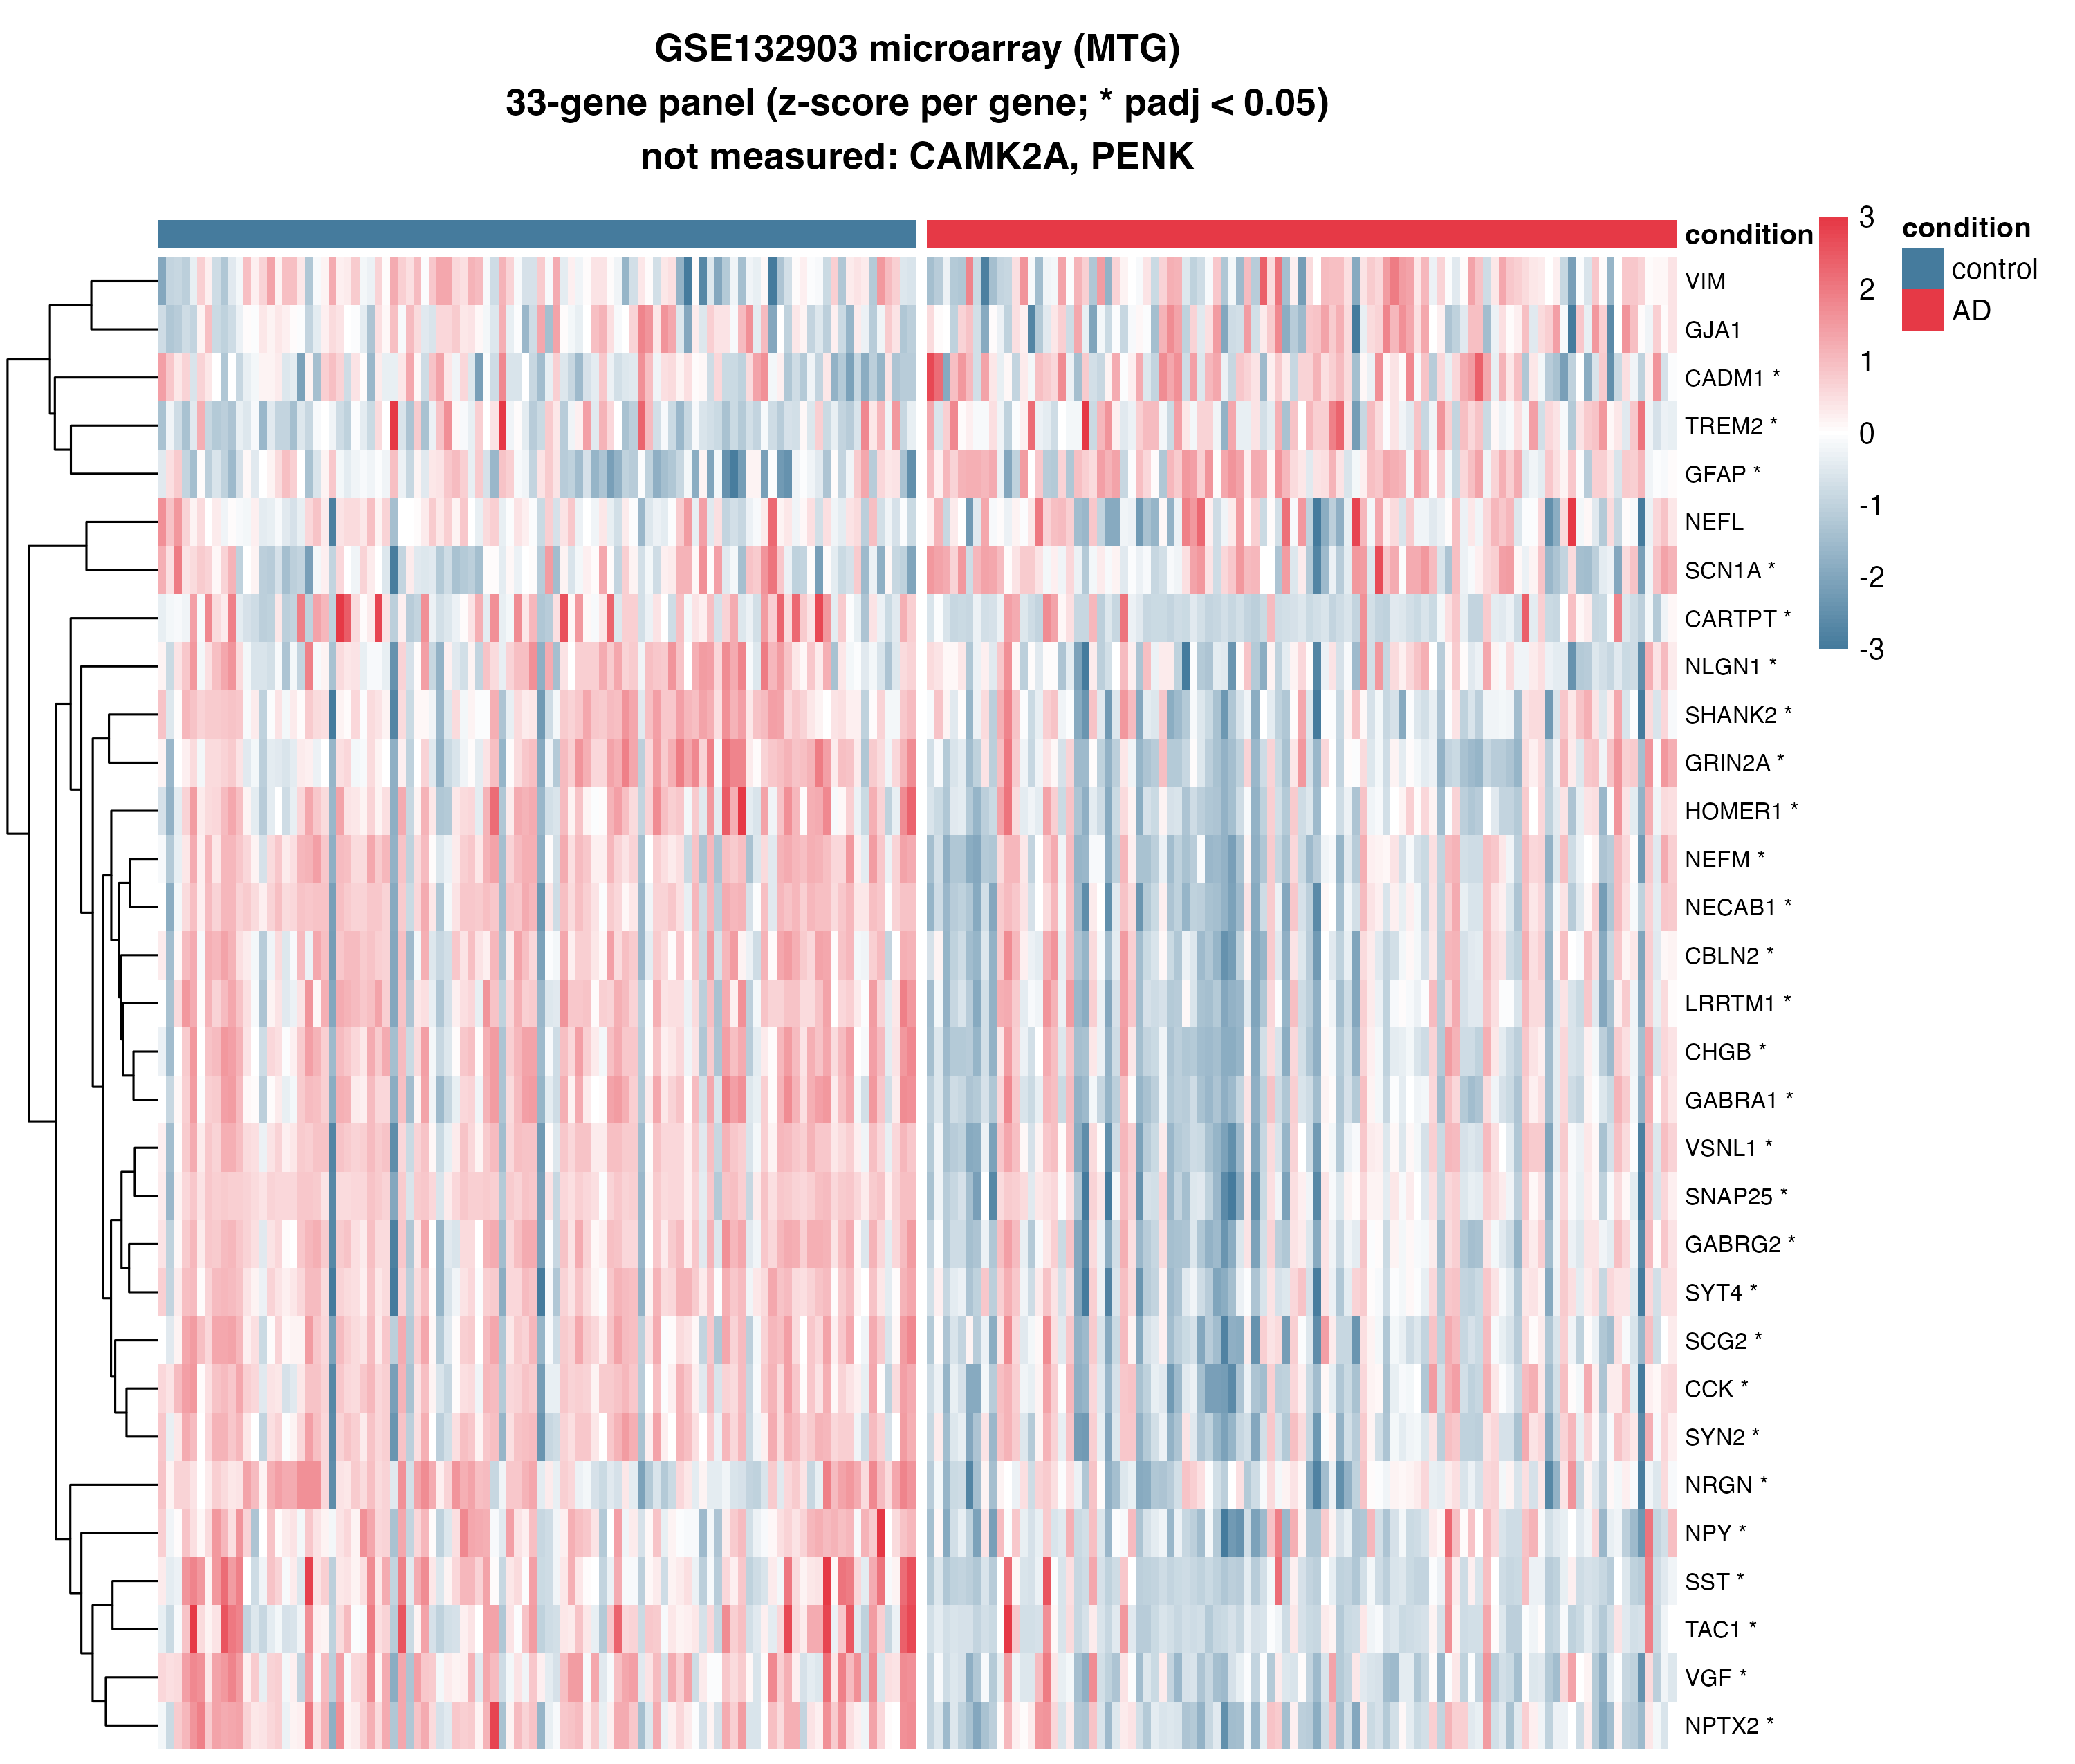 GSE132903 microarray (MTG)
33-gene panel (z-score per gene; * padj < 0.05)
not measured: CAMK2A, PENK
condition
VIM
GJA1
CADM1 *
TREM2 *
GFAP *
NEFL
SCN1A *
CARTPT *
NLGN1 *
SHANK2 *
GRIN2A *
HOMER1 *
NEFM *
NECAB1 *
CBLN2 *
LRRTM1 *
CHGB *
GABRA1 *
VSNL1 *
SNAP25 *
GABRG2 *
SYT4 *
SCG2 *
CCK *
SYN2 *
NRGN *
NPY *
SST *
TAC1 *
VGF *
NPTX2 *
3
2
1
0
-1
-2
-3
condition
control
AD